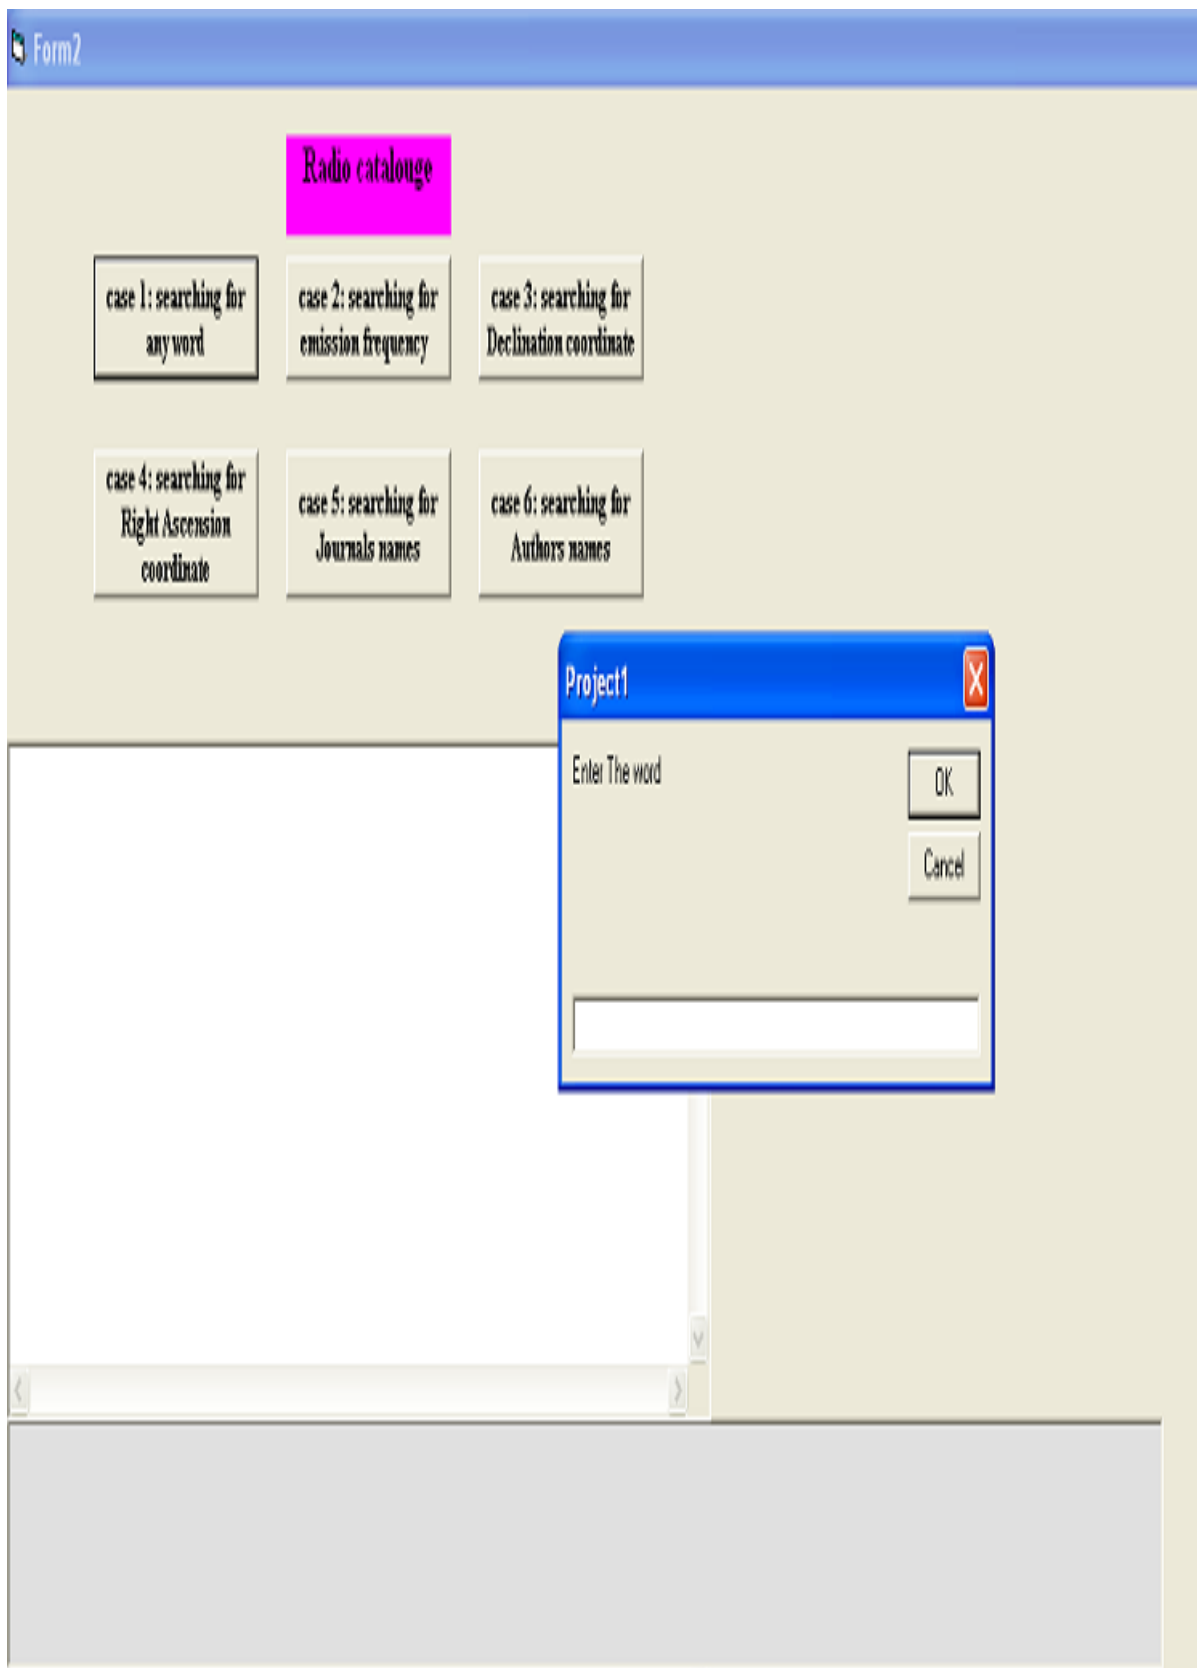 Form2
Radio catalouge
case 1: searching for
any word
case 2: searching for
emission frequency
case 3: searching for
Declination coordinate
case 4: searching for
Right Ascension
coordinate
case 5: searching for
Journals names
case 6: searching for
Authors names
Project1
Enter The word
OK
Cancel